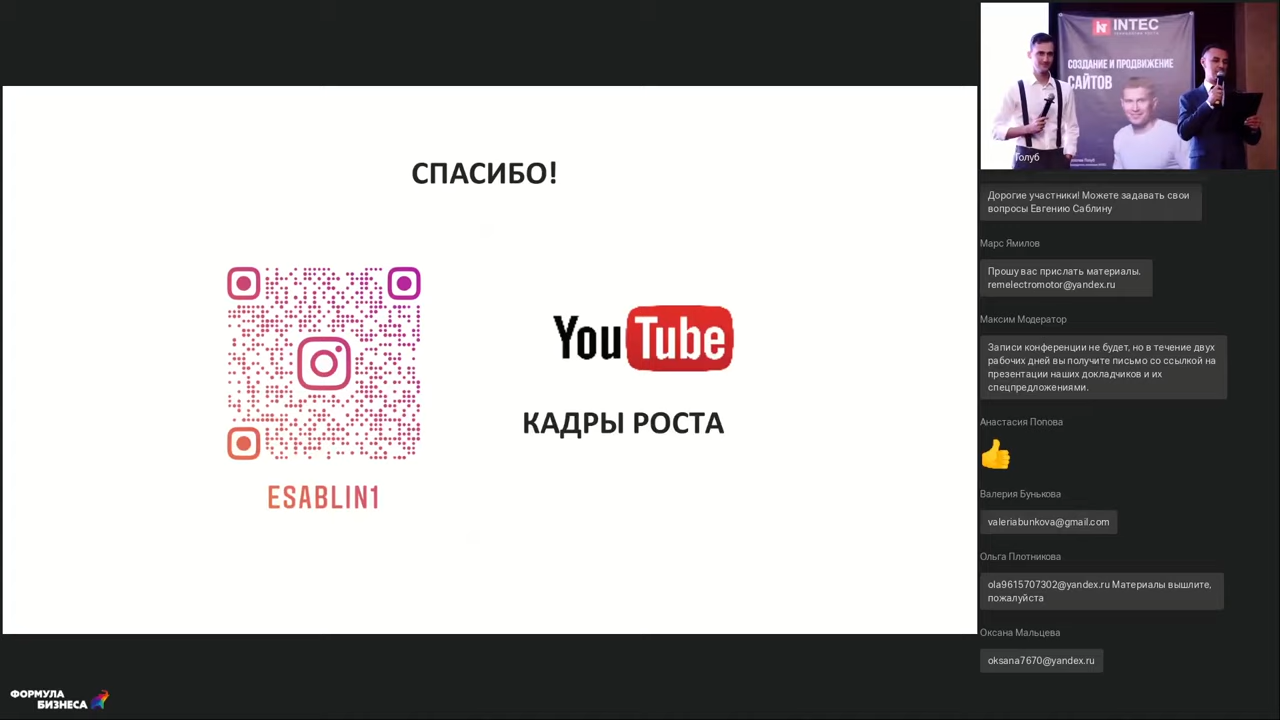 СПАСИБО!
ESABLIN1
You Tube
КАДРЫ РОСТА
ФОРМУЛА
БИЗНЕСА
INTEC
СОЗДАНИЕ И ПРОДВИЖЕНИЕ
САЙТОВ
Голуб
Дорогие участники! Можете задавать свои
вопросы Евгению Саблину
Марс Ямилов
Прошу вас прислать материалы.
remelectromotor@yandex.ru
Максим Модератор
Записи конференции не будет, но в течение двух
рабочих дней вы получите письмо со ссылкой на
презентации наших докладчиков и их
спецпредложениями.
Анастасия Попова
Валерия Бунькова
valeriabunkova@gmail.com
Ольга Плотникова
ola9615707302@yandex.ru Материалы вышлите,
пожалуйста
Оксана Мальцева
oksana7670@yandex.ru